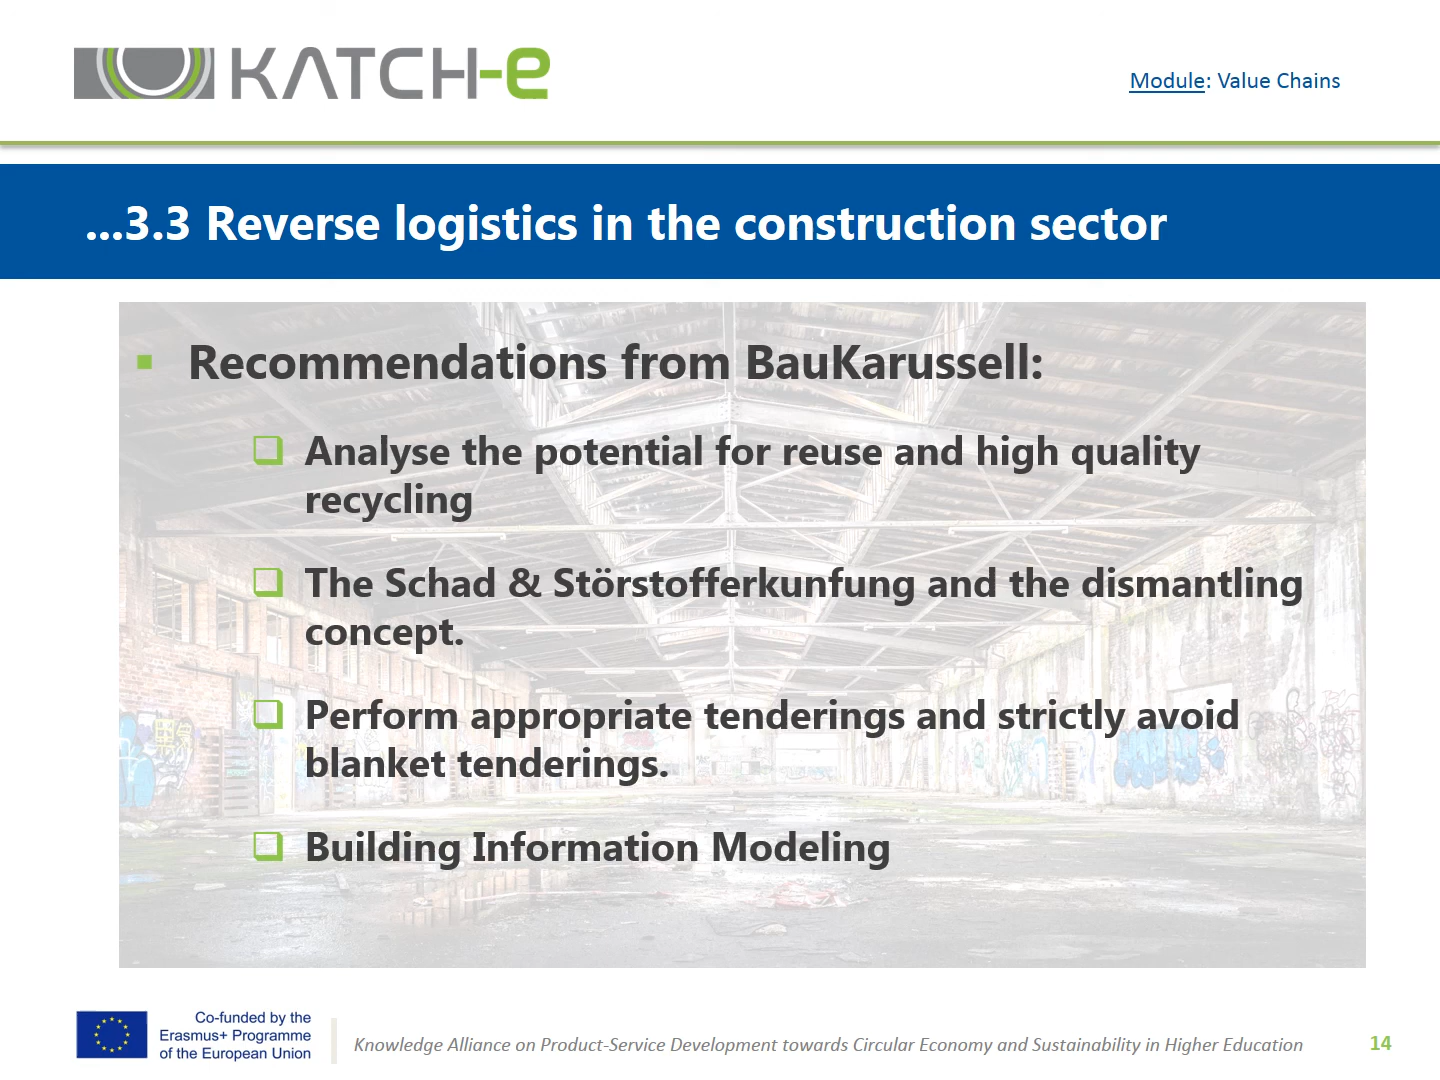 KATCH-e
Module: Value Chains
...3.3 Reverse logistics in the construction sector
Recommendations from BauKarussell:
Analyse the potential for reuse and high quality
recycling
The Schad & Störstofferkunfung and the dismantling
concept.
Perform appropriate tenderings and strictly avoid
blanket tenderings.
Building Information Modeling
Co-funded by the
Erasmus+ Programme
of the European Union
Knowledge Alliance on Product-Service Development towards Circular Economy and Sustainability in Higher Education
14